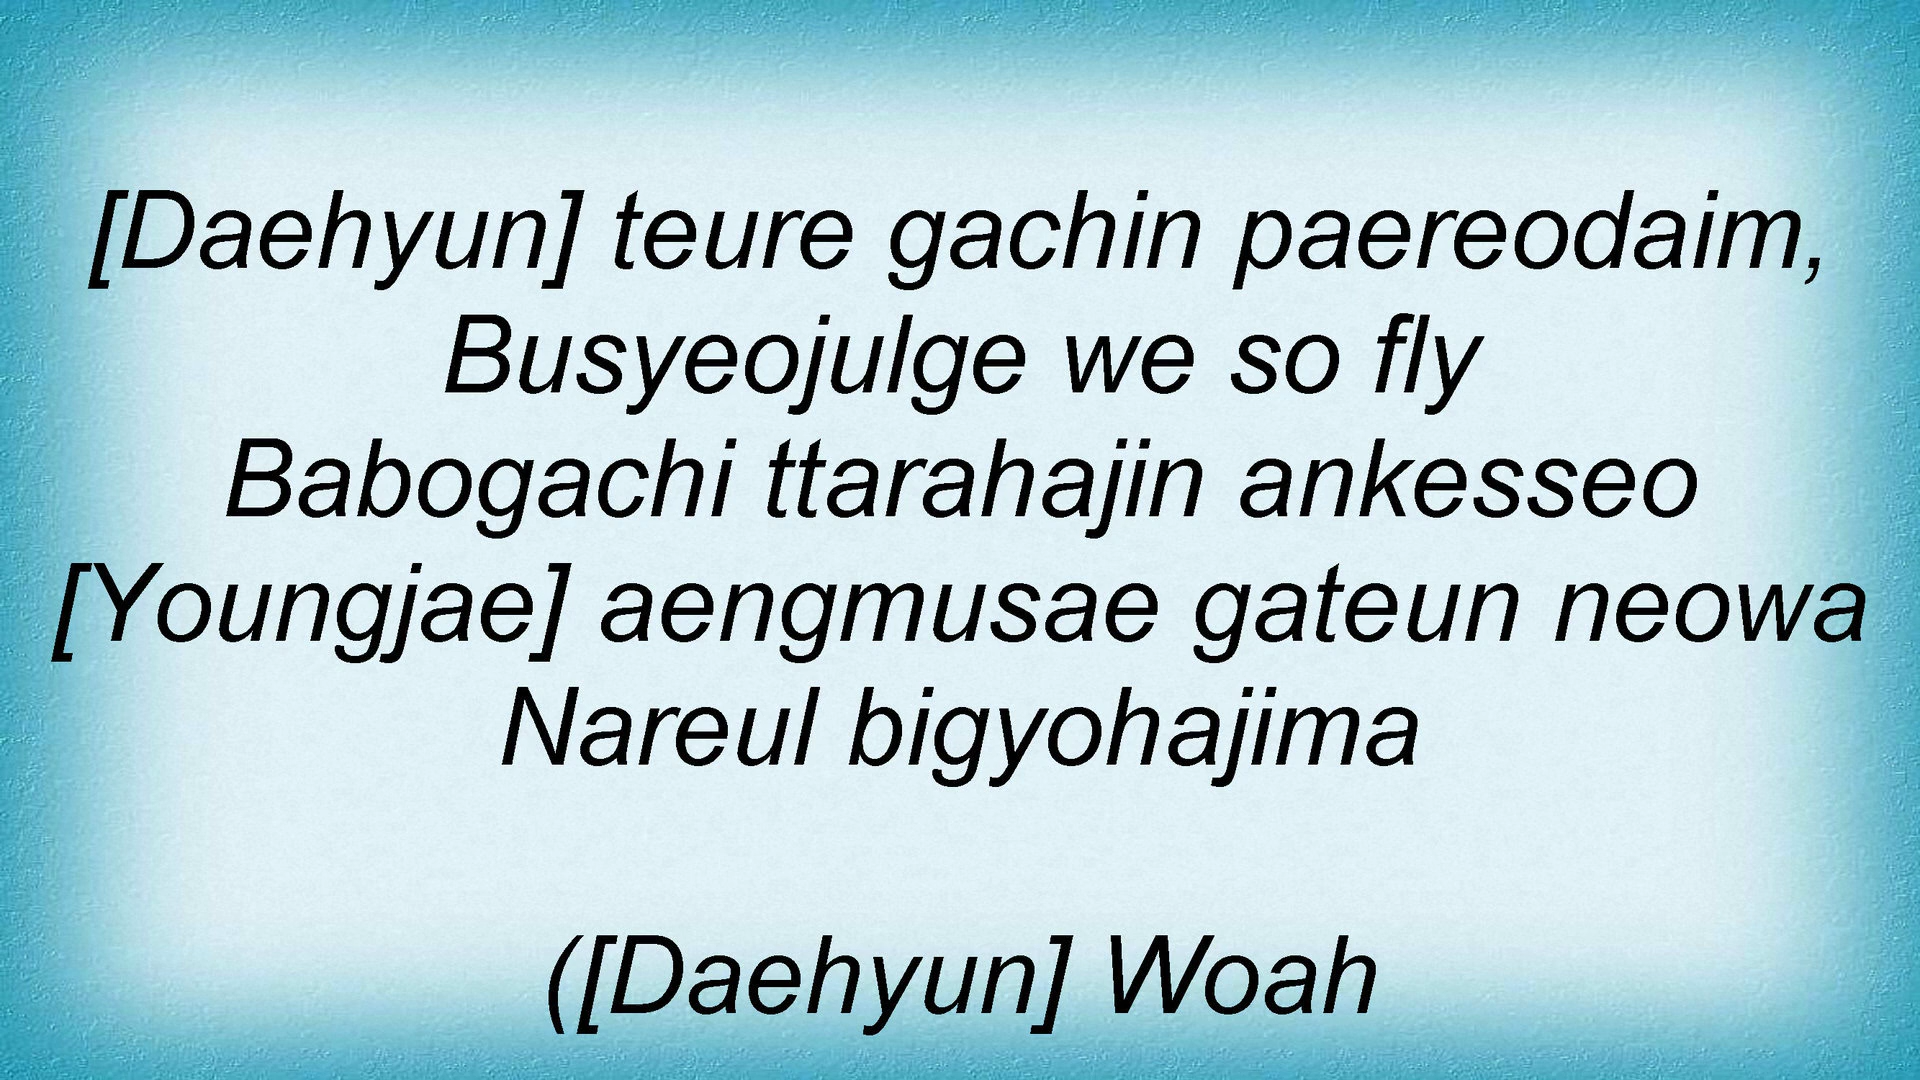 [Daehyun] teure gachin paereodaim,
Busyeojulge we so fly
Babogachi ttarahajin ankesseo
[Youngjae] aengmusae gateun neowa
Nareul bigyohajima
([Daehyun] Woah